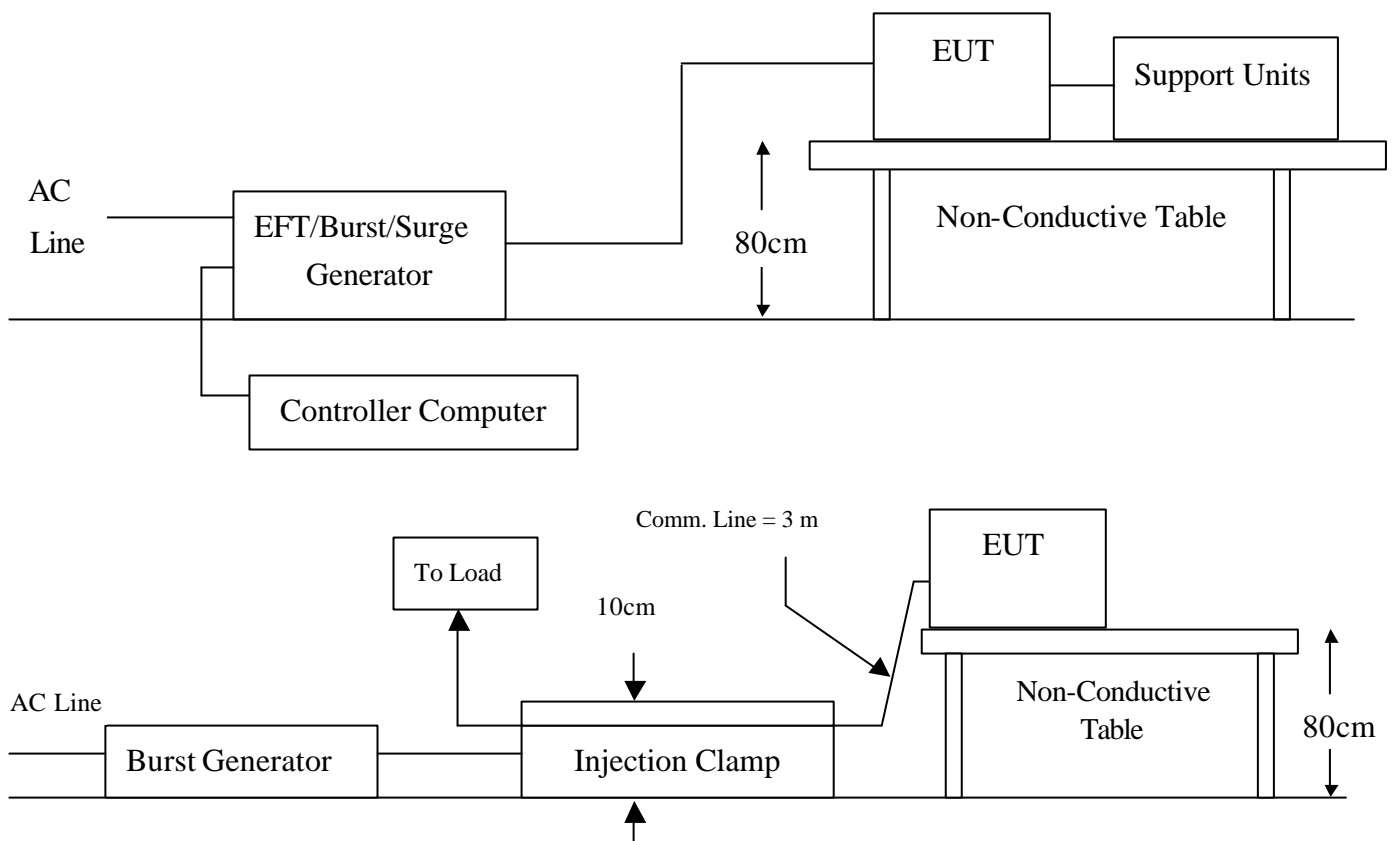 EUT
Support Units
AC
Line
EFT/Burst/Surge
Generator
80cm
Non-Conductive Table
Controller Computer
Comm. Line = 3 m
EUT
To Load
10cm
AC Line
Non-Conductive
Table
80cm
Burst Generator
Injection Clamp